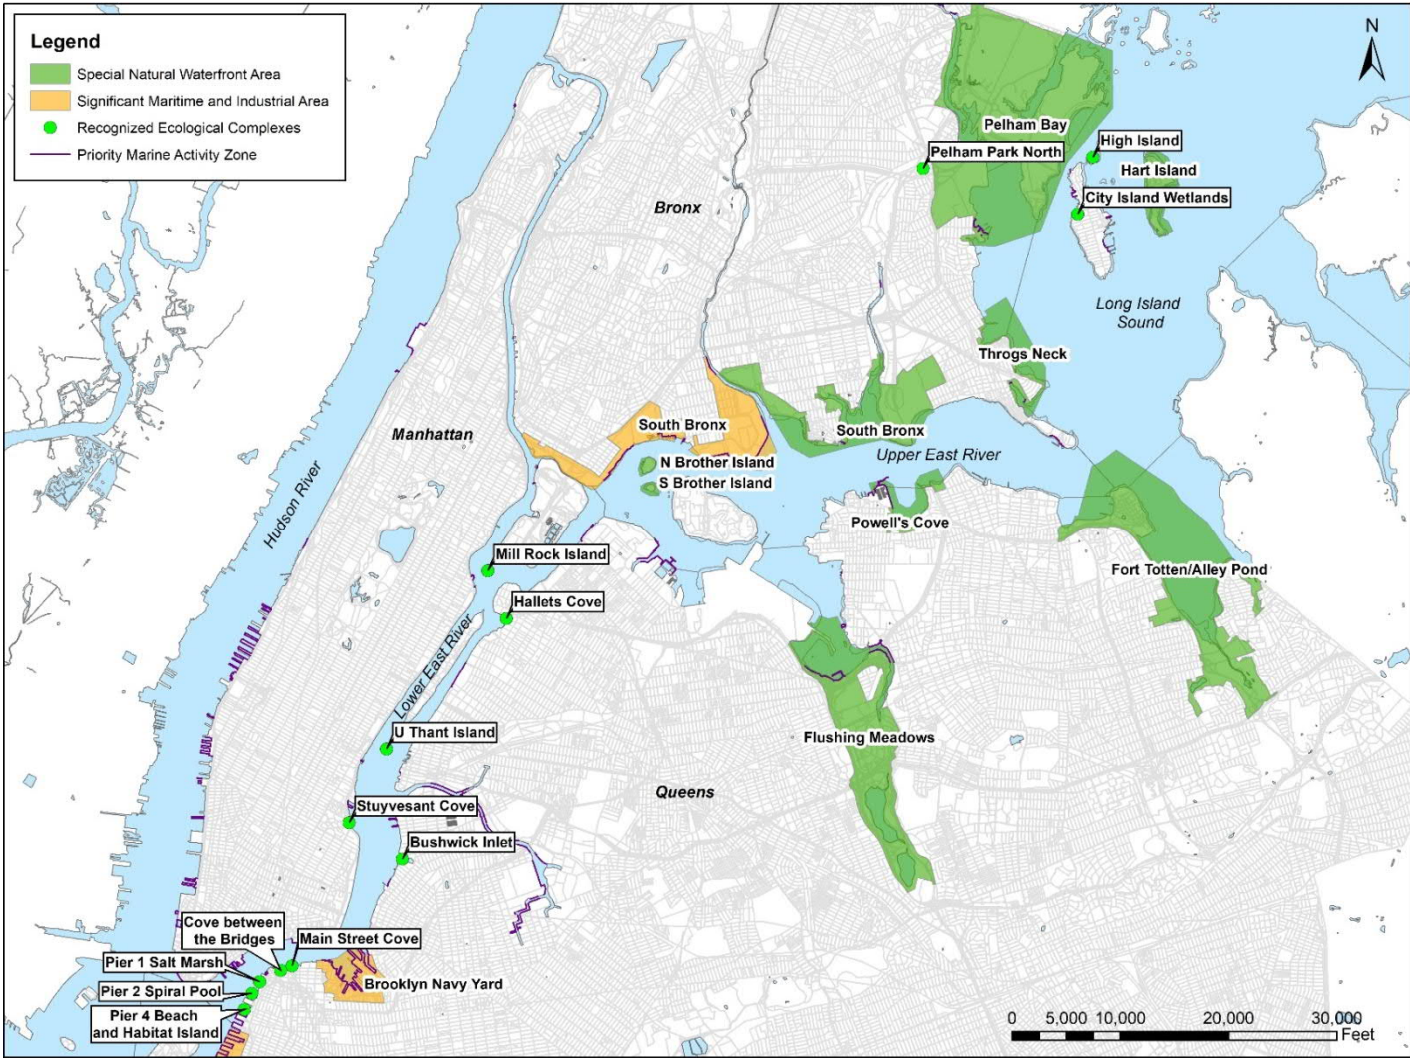 Legend
Special Natural Waterfront Area
Significant Maritime and Industrial Area
Recognized Ecological Complexes
Priority Marine Activity Zone
N
Pelham Bay
Pelham Park North
High Island
Hart Island
City Island Wetlands
Bronx
Long Island
Sound
Throgs Neck
Manhattan
South Bronx
South Bronx
Upper East River
Hudson River
N Brother Island
S Brother Island
Powell's Cove
Mill Rock Island
Fort Totten/Alley Pond
Hallets Cove
Lower East River
U Thant Island
Flushing Meadows
Queens
Stuyvesant Cove
Bushwick Inlet
Cove between
the Bridges
Main Street Cove
Pier 1 Salt Marsh
Brooklyn Navy Yard
Pier 2 Spiral Pool
Pier 4 Beach
and Habitat Island
0 5,000 10,000 20,000 30,000
Feet